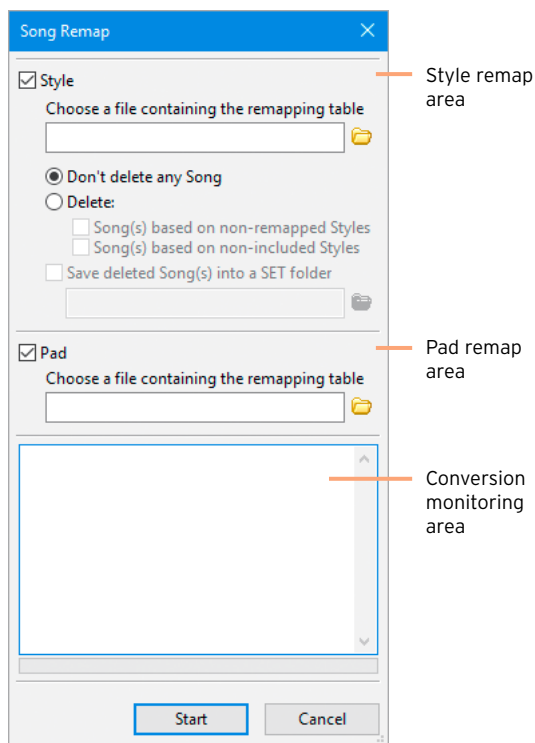 Song Remap
Style
Style remap
area
Choose a file containing the remapping table
Don't delete any Song
Delete:
Song(s) based on non-remapped Styles
Song(s) based on non-included Styles
Save deleted Song(s) into a SET folder
Pad
Pad remap
area
Choose a file containing the remapping table
Conversion
monitoring
area
Start
Cancel